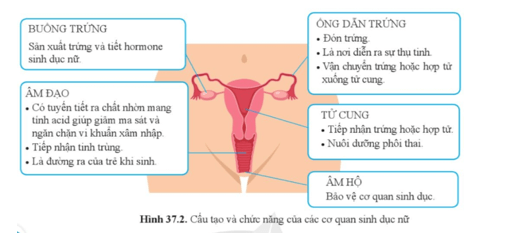 BUỒNG TRỨNG
Sản xuất trứng và tiết hormone
sinh dục nữ.
ÂM ĐẠO
• Có tuyến tiết ra chất nhờn mang
tính acid giúp giảm ma sát và
ngăn chặn vi khuẩn xâm nhập.
• Tiếp nhận tinh trùng.
• Là đường ra của trẻ khi sinh.
ỐNG DẪN TRỨNG
• Đón trứng.
• Là nơi diễn ra sự thụ tinh.
• Vận chuyển trứng hoặc hợp tử
xuống tử cung.
TỬ CUNG
• Tiếp nhận trứng hoặc hợp tử.
• Nuôi dưỡng phôi thai.
ÂM HỘ
Bảo vệ cơ quan sinh dục.
Hình 37.2. Cấu tạo và chức năng của các cơ quan sinh dục nữ